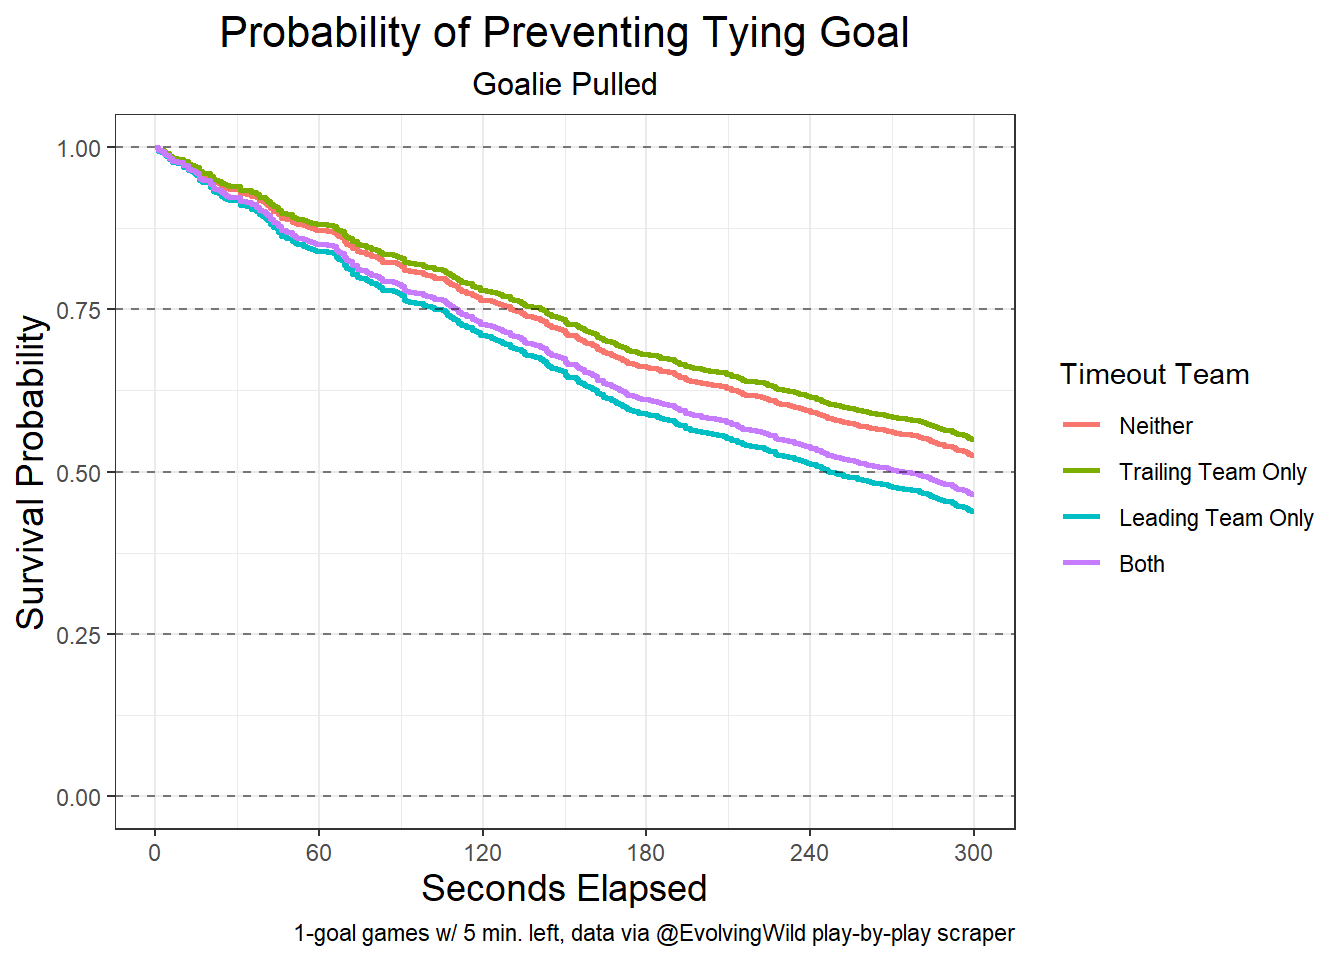 Probability of Preventing Tying Goal
Goalie Pulled
Survival Probability
1.00
0.75
0.50
0.25
0.00
0 60 120 180 240 300
Seconds Elapsed
Timeout Team
Neither
Trailing Team Only
Leading Team Only
Both
1-goal games w/ 5 min. left, data via @EvolvingWild play-by-play scraper